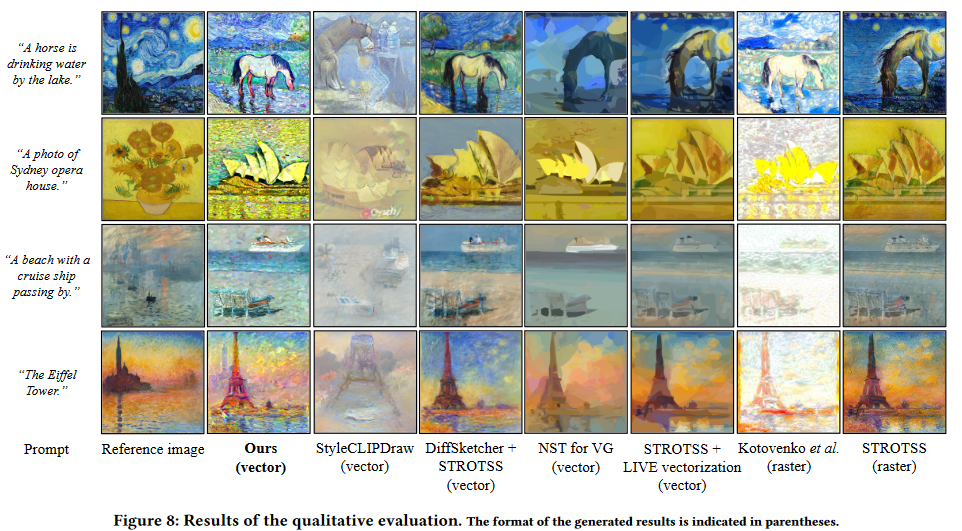 “A horse is
drinking water
by the lake.”
“A photo of
Sydney opera
house.”
“A beach with a
cruise ship
passing by.”
“The Eiffel
Tower.”
Prompt
Reference image
Ours
(vector)
StyleCLIPDraw
(vector)
DiffSketcher +
STROTSS
(vector)
NST for VG
(vector)
STROTSS +
LIVE vectorization
(vector)
Kotovenko et al.
(raster)
STROTSS
(raster)
Figure 8: Results of the qualitative evaluation. The format of the generated results is indicated in parentheses.